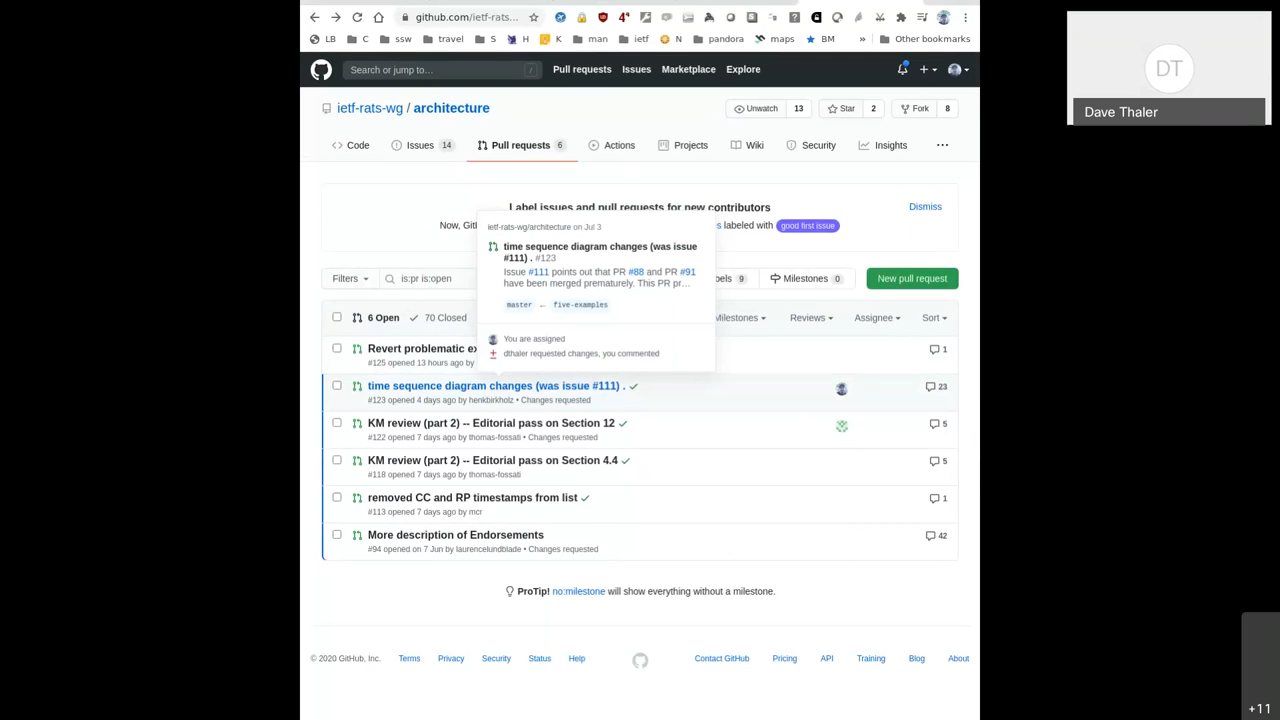 github.com/ietf-rats...
LB
C
ssw
travel
S
H
K
man
ietf
N
pandora
maps
BM
»
Other bookmarks
Search or jump to…
/
Pull requests
Issues
Marketplace
Explore
ietf-rats-wg / architecture
Unwatch 13
Star 2
Fork 8
Code
Issues 14
Pull requests 6
Actions
Projects
Wiki
Security
Insights
Label issues and pull requests for new contributors
Dismiss
Now, Git
labeled with good first issue
ietf-rats-wg/architecture on Jul 3
time sequence diagram changes (was issue
#111) . #123
Issue #111 points out that PR #88 and PR #91
have been merged prematurely. This PR pr…
master ← five-examples
You are assigned
dthaler requested changes, you commented
Filters
is:pr is:open
bels 9
Milestones 0
New pull request
6 Open
70 Closed
Milestones
Reviews
Assignee
Sort
Revert problematic ex
1
#125 opened 13 hours ago by
time sequence diagram changes (was issue #111) .
23
#123 opened 4 days ago by henkbirkholz • Changes requested
KM review (part 2) -- Editorial pass on Section 12
5
#122 opened 7 days ago by thomas-fossati • Changes requested
KM review (part 2) -- Editorial pass on Section 4.4
5
#118 opened 7 days ago by thomas-fossati
removed CC and RP timestamps from list
1
#113 opened 7 days ago by mcr
More description of Endorsements
42
#94 opened on 7 Jun by laurencelundblade • Changes requested
ProTip! no:milestone will show everything without a milestone.
© 2020 GitHub, Inc.
Terms
Privacy
Security
Status
Help
Contact GitHub
Pricing
API
Training
Blog
About
DT
Dave Thaler
+11